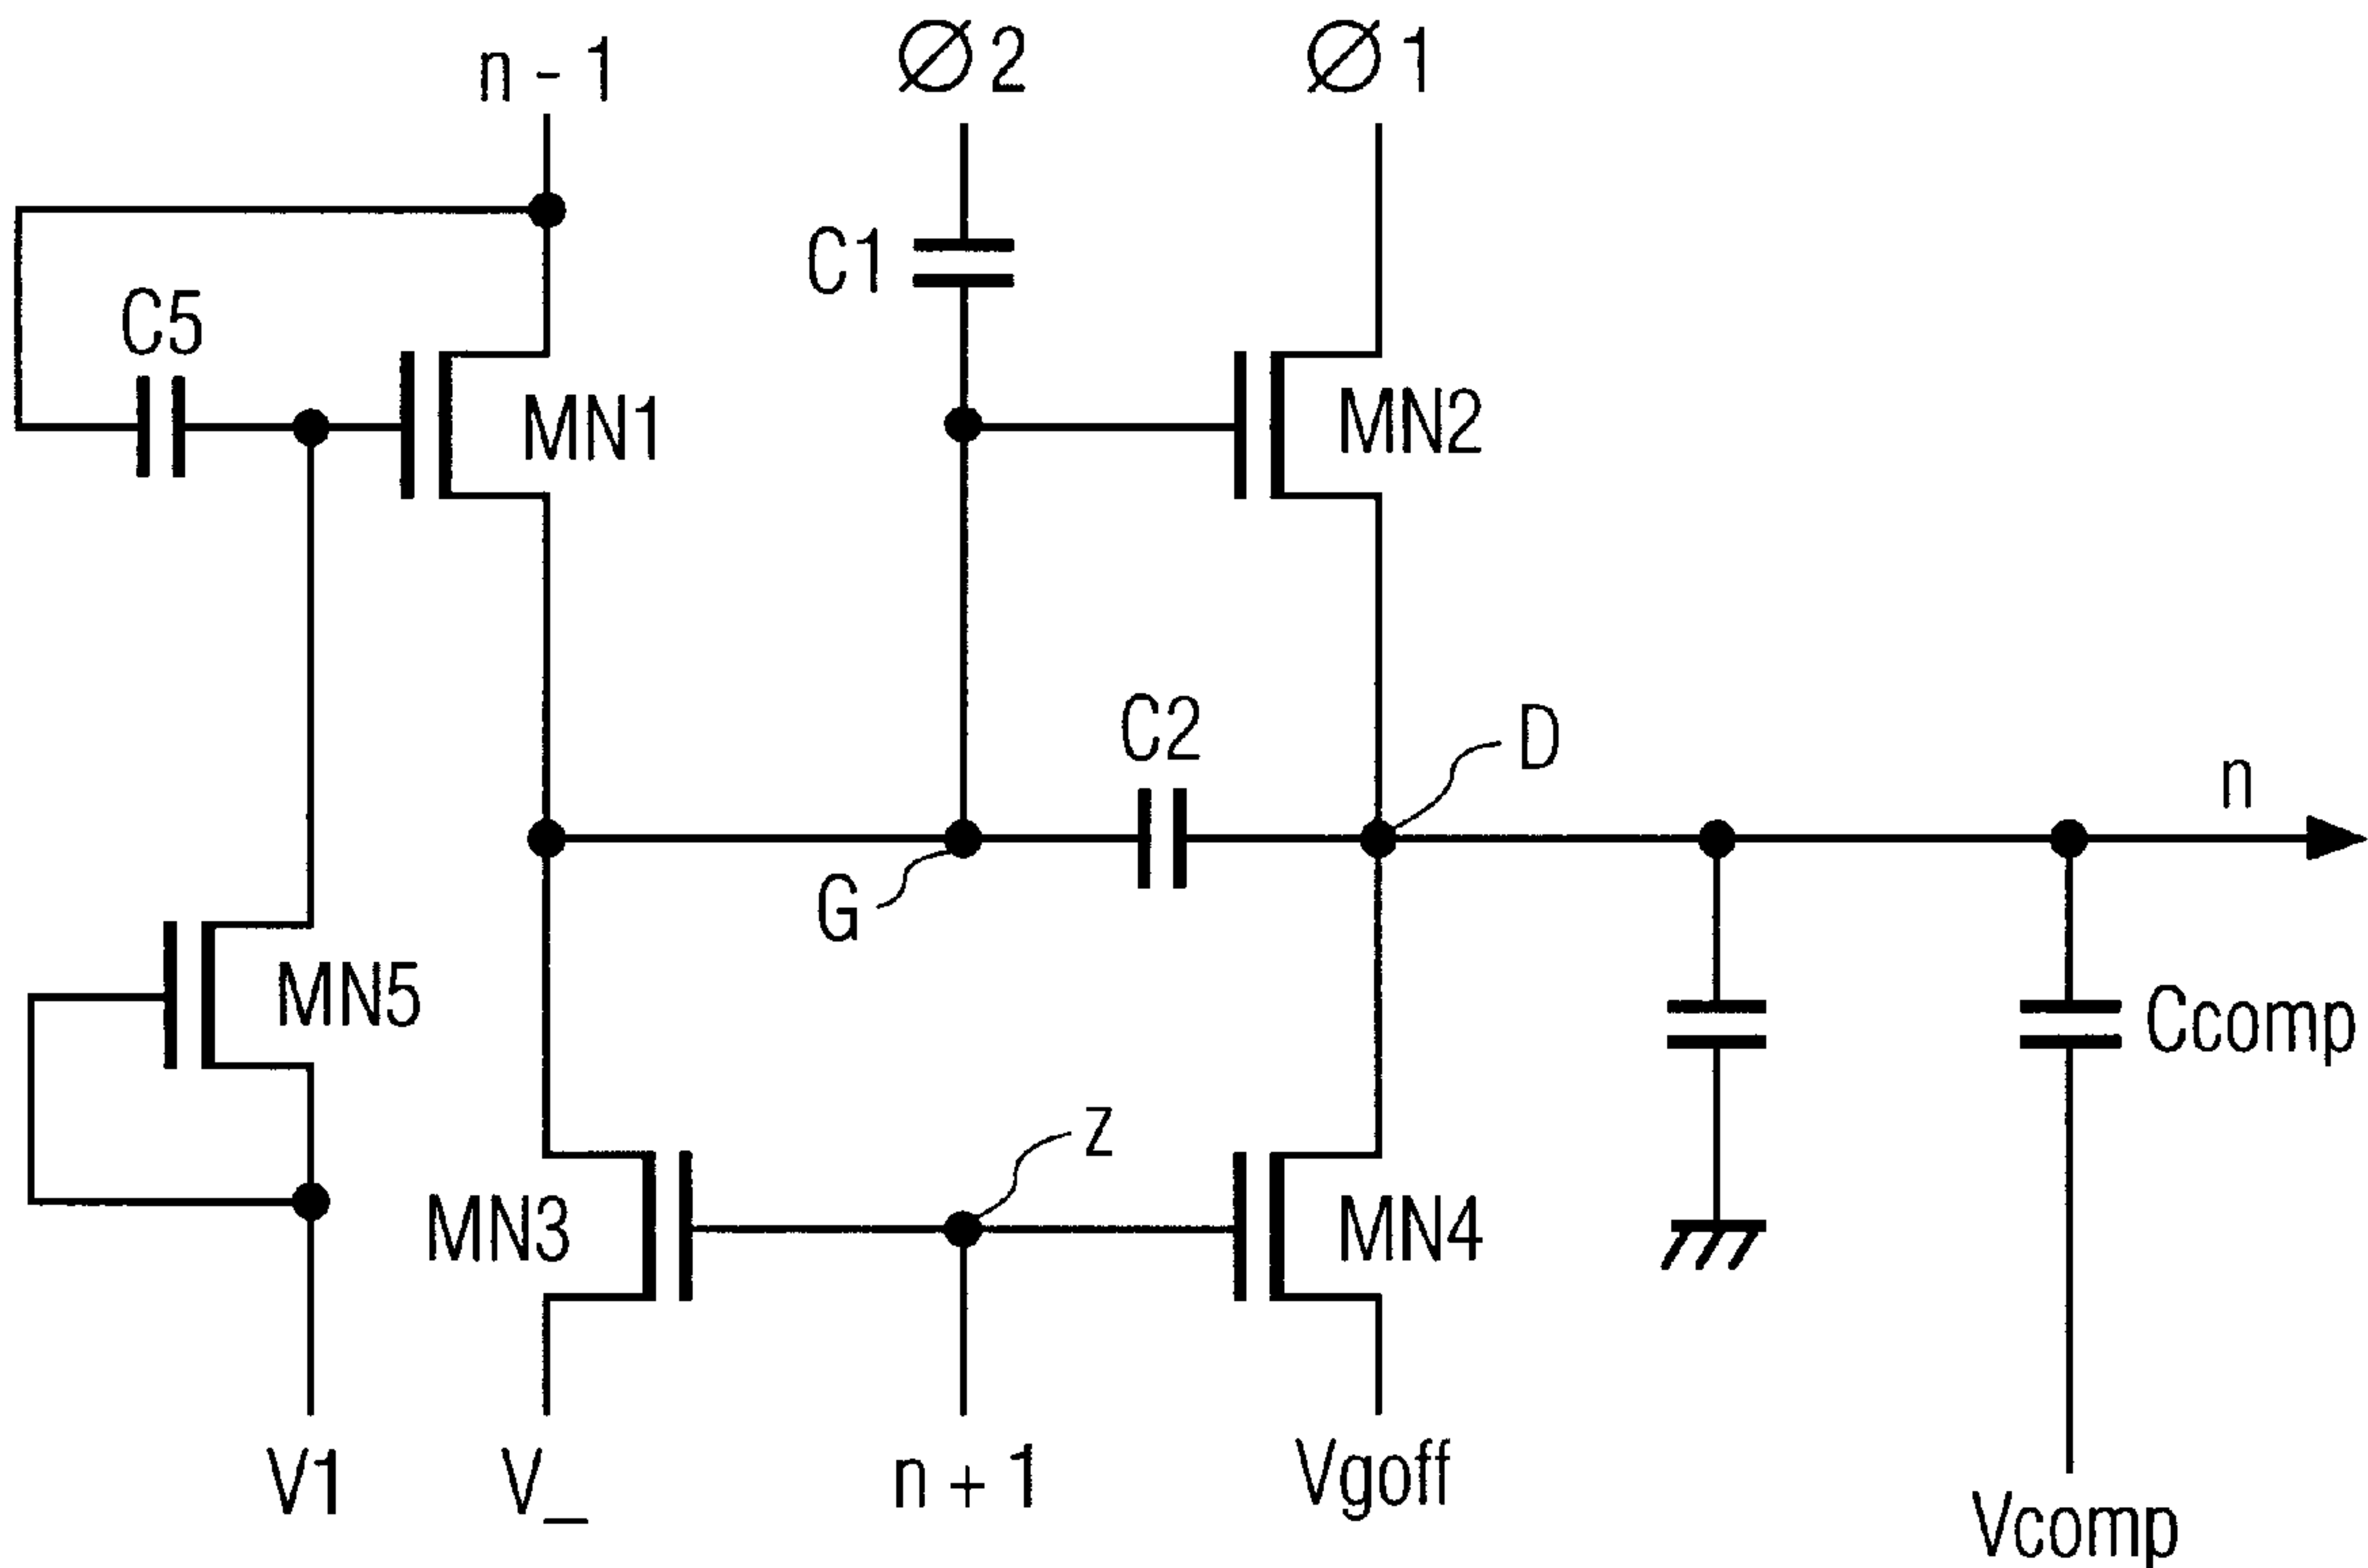 n - 1
Ø2
Ø1
C1
C5
MN1
MN2
C2
D
n
G
MN5
Ccomp
z
MN3
MN4
V1
V_
n + 1
Vgoff
Vcomp